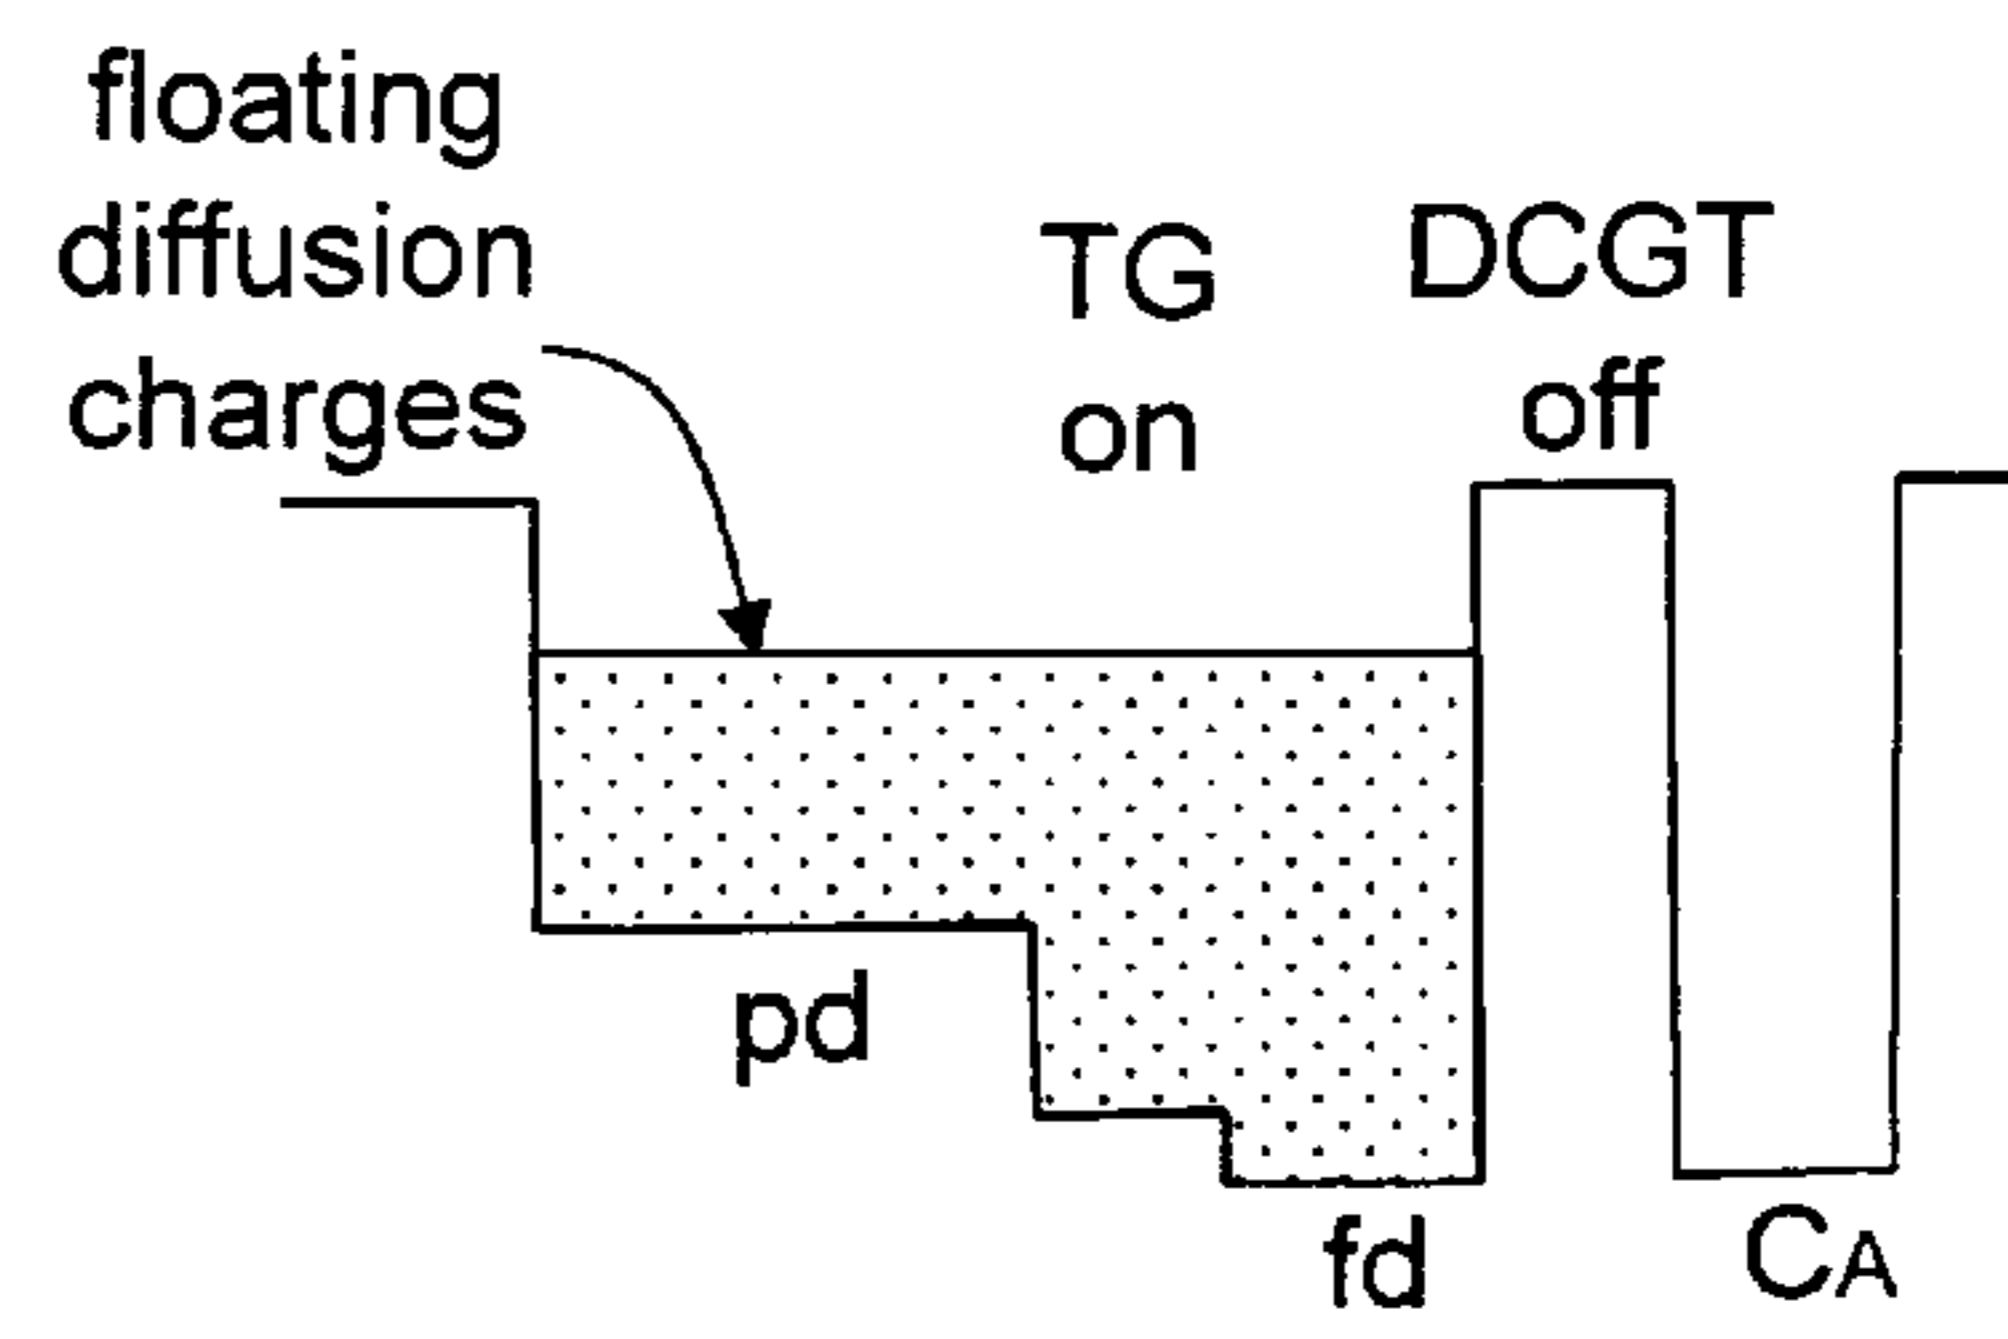 floating
diffusion
charges
TG
on
DCGT
off
pd
fd
CA